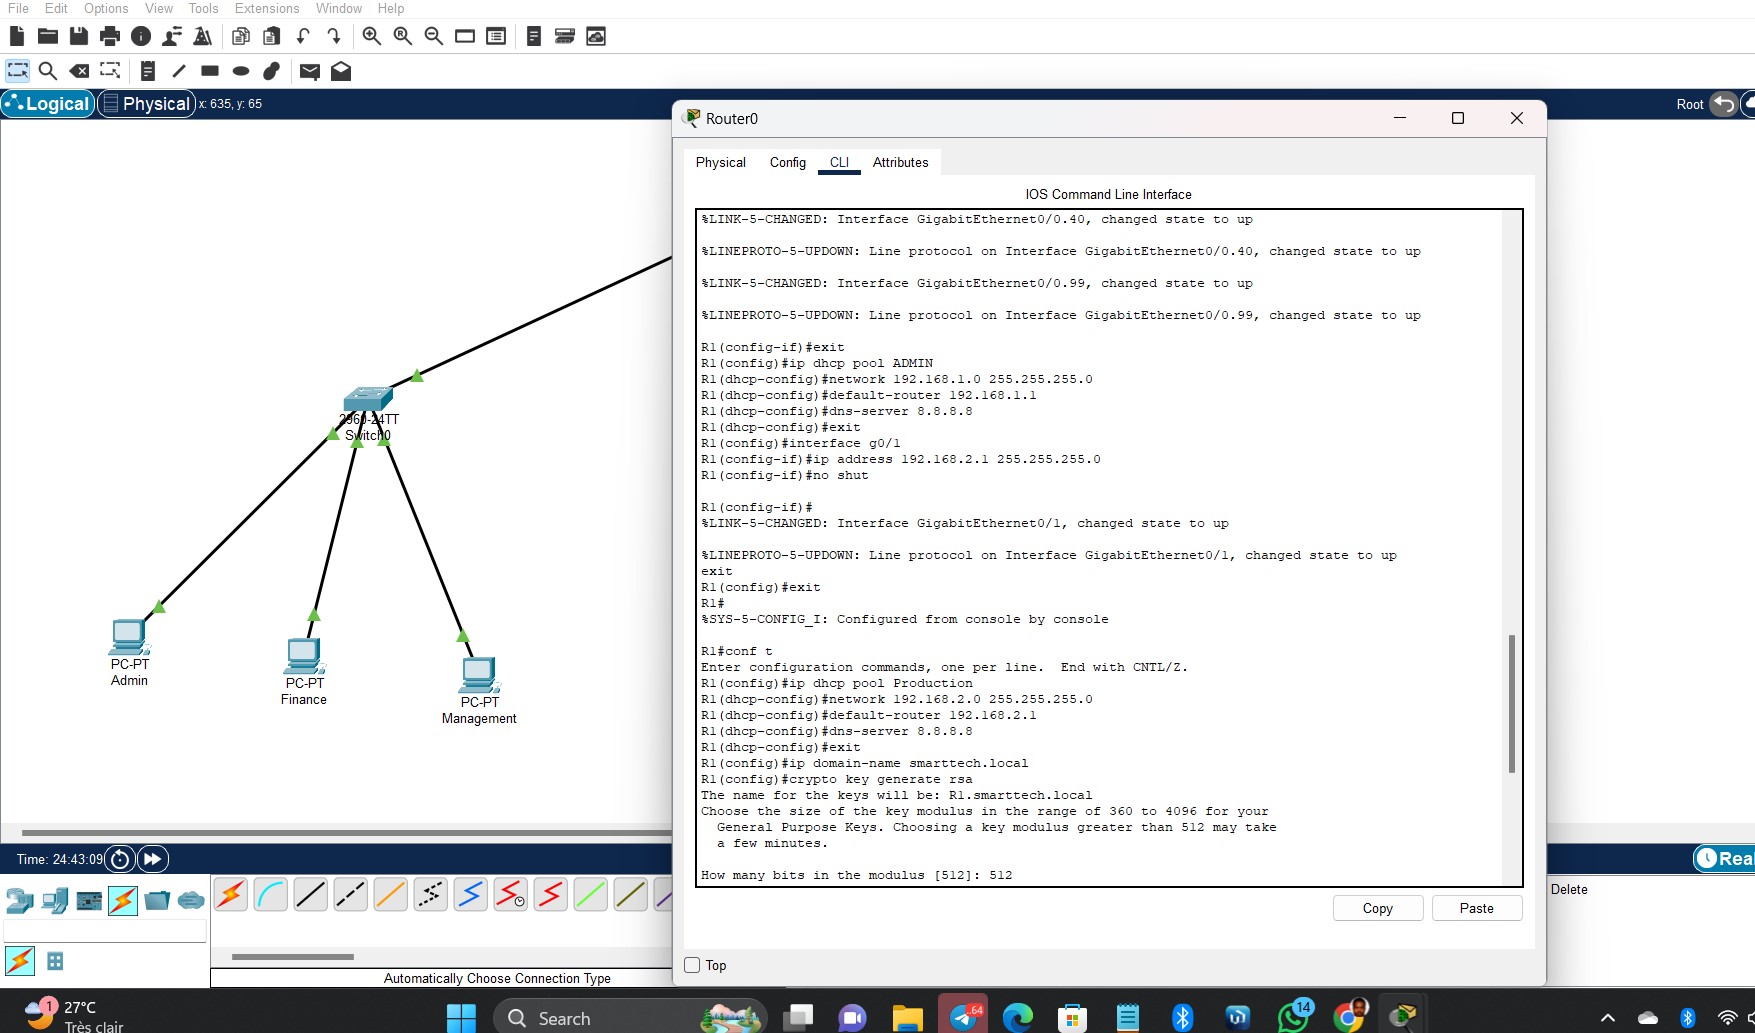 File Edit Options View Tools Extensions Window Help
Logical Physical x: 635, y: 65 Root
Router0
Physical Config CLI Attributes
IOS Command Line Interface
%LINK-5-CHANGED: Interface GigabitEthernet0/0.40, changed state to up
%LINEPROTO-5-UPDOWN: Line protocol on Interface GigabitEthernet0/0.40, changed state to up
%LINK-5-CHANGED: Interface GigabitEthernet0/0.99, changed state to up
%LINEPROTO-5-UPDOWN: Line protocol on Interface GigabitEthernet0/0.99, changed state to up
R1(config-if)#exit
R1(config)#ip dhcp pool ADMIN
R1(dhcp-config)#network 192.168.1.0 255.255.255.0
R1(dhcp-config)#default-router 192.168.1.1
R1(dhcp-config)#dns-server 8.8.8.8
R1(dhcp-config)#exit
R1(config)#interface g0/1
R1(config-if)#ip address 192.168.2.1 255.255.255.0
R1(config-if)#no shut
R1(config-if)#
%LINK-5-CHANGED: Interface GigabitEthernet0/1, changed state to up
%LINEPROTO-5-UPDOWN: Line protocol on Interface GigabitEthernet0/1, changed state to up
exit
R1(config)#exit
R1#
%SYS-5-CONFIG_I: Configured from console by console
R1#conf t
Enter configuration commands, one per line. End with CNTL/Z.
R1(config)#ip dhcp pool Production
R1(dhcp-config)#network 192.168.2.0 255.255.255.0
R1(dhcp-config)#default-router 192.168.2.1
R1(dhcp-config)#dns-server 8.8.8.8
R1(dhcp-config)#exit
R1(config)#ip domain-name smarttech.local
R1(config)#crypto key generate rsa
The name for the keys will be: R1.smarttech.local
Choose the size of the key modulus in the range of 360 to 4096 for your
General Purpose Keys. Choosing a key modulus greater than 512 may take
a few minutes.
How many bits in the modulus [512]: 512
Copy Paste
Top
2960-24TT
Switch0
PC-PT
Admin
PC-PT
Finance
PC-PT
Management
Time: 24:43:09
Real
Delete
Automatically Choose Connection Type
1
27°C
Très clair
Search
.64
14